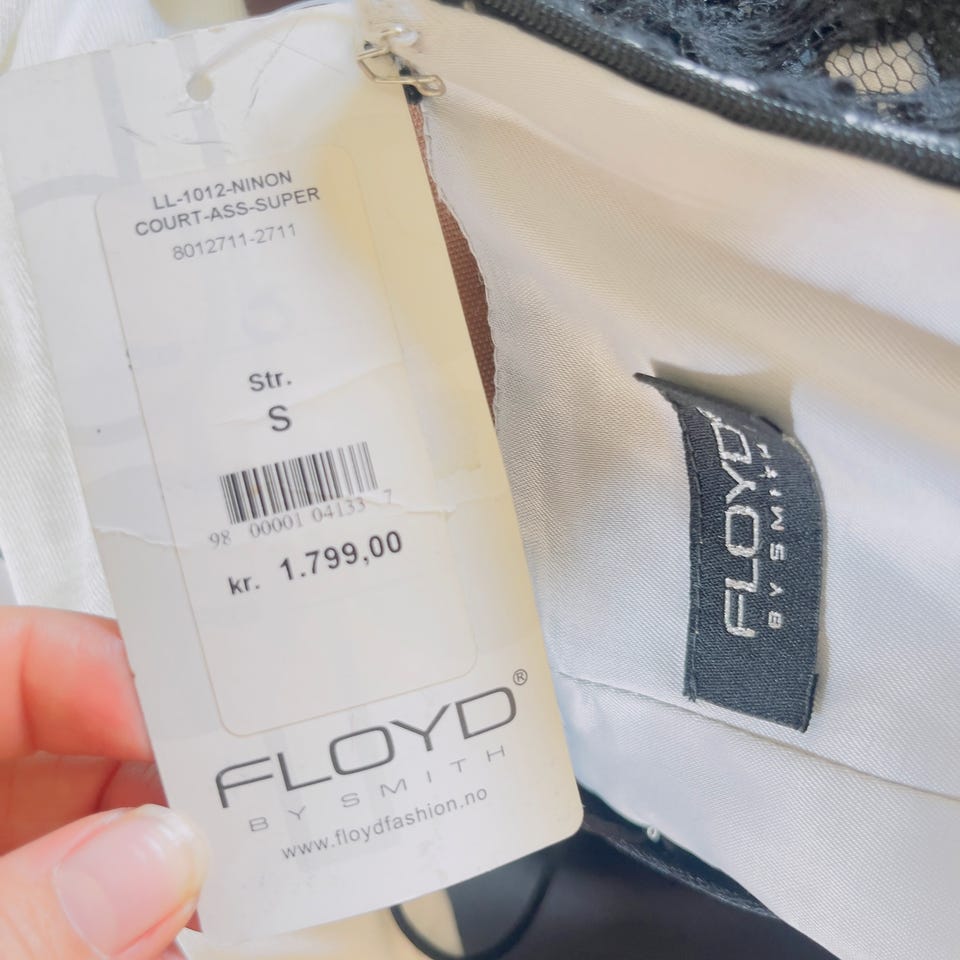 LL-1012-NINON
COURT-ASS-SUPER
8012711-2711
Str.
S
98 00001 04133 7
kr. 1.799,00
FLOYD®
BY SMITH
www.floydfashion.no
FLOYD
BY SMITH